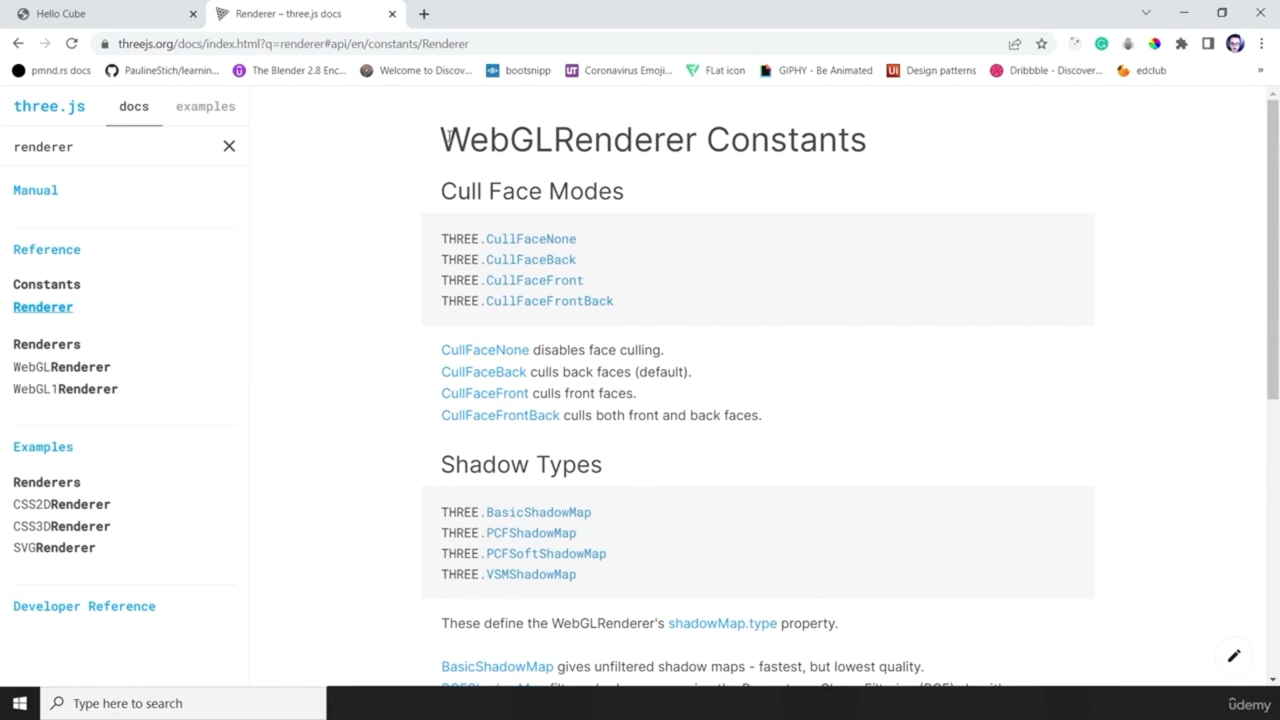 Hello Cube
Renderer – three.js docs
threejs.org/docs/index.html?q=renderer#api/en/constants/Renderer
pmnd.rs docs
PaulineStich/learnin...
The Blender 2.8 Enc...
Welcome to Discov...
bootsnipp
Coronavirus Emoji...
FLat icon
GIPHY - Be Animated
Design patterns
Dribbble - Discover...
edclub
»
three.js
docs
examples
renderer
Manual
Reference
Constants
Renderer
Renderers
WebGLRenderer
WebGL1Renderer
Examples
Renderers
CSS2DRenderer
CSS3DRenderer
SVGRenderer
Developer Reference
WebGLRenderer Constants
Cull Face Modes
THREE.CullFaceNone
THREE.CullFaceBack
THREE.CullFaceFront
THREE.CullFaceFrontBack
CullFaceNone disables face culling.
CullFaceBack culls back faces (default).
CullFaceFront culls front faces.
CullFaceFrontBack culls both front and back faces.
Shadow Types
THREE.BasicShadowMap
THREE.PCFShadowMap
THREE.PCFSoftShadowMap
THREE.VSMShadowMap
These define the WebGLRenderer's shadowMap.type property.
BasicShadowMap gives unfiltered shadow maps - fastest, but lowest quality.
Type here to search
ûdemy